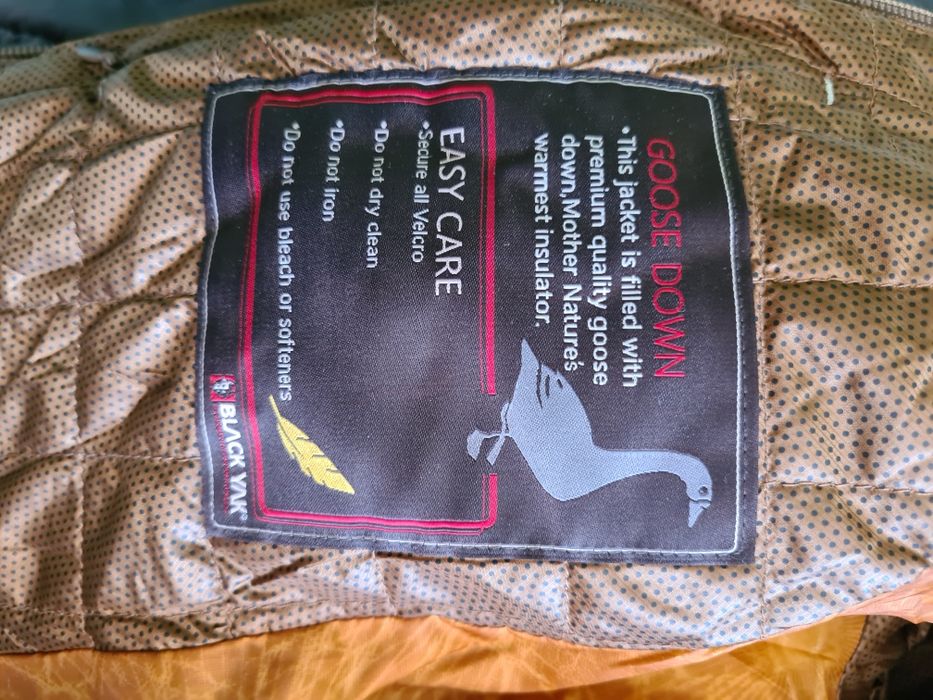 GOOSE DOWN
•This jacket is filled with
premium quality goose
down,Mother Nature's
warmest insulator.
EASY CARE
•Secure all Velcro
•Do not dry clean
•Do not iron
•Do not use bleach or softeners
BLACK YAK®